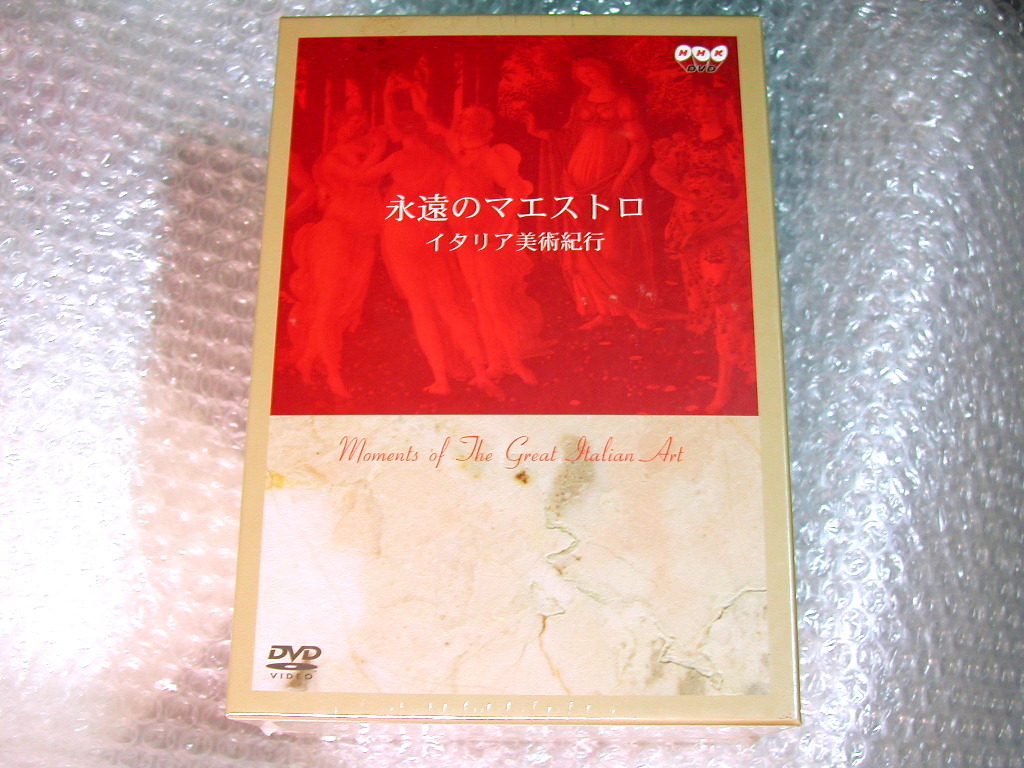 NHK
DVD
永遠のマエストロ
イタリア美術紀行
Moments of The Great Italian Art
DVD
VIDEO